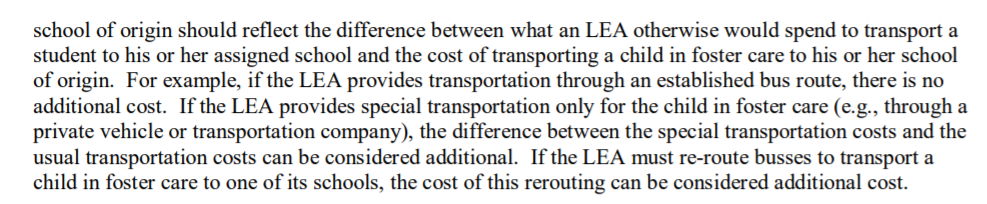 school of origin should reflect the difference between what an LEA otherwise would spend to transport a
student to his or her assigned school and the cost of transporting a child in foster care to his or her school
of origin.  For example, if the LEA provides transportation through an established bus route, there is no
additional cost.  If the LEA provides special transportation only for the child in foster care (e.g., through a
private vehicle or transportation company), the difference between the special transportation costs and the
usual transportation costs can be considered additional.  If the LEA must re-route busses to transport a
child in foster care to one of its schools, the cost of this rerouting can be considered additional cost.